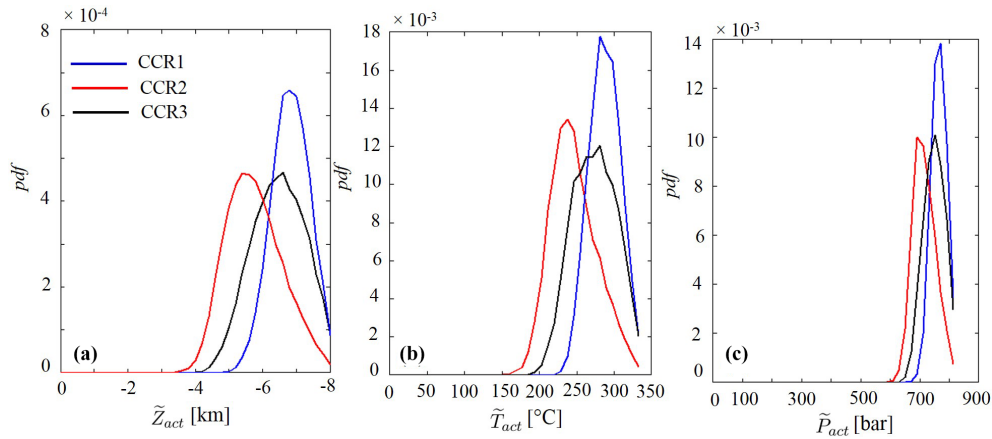 × 10⁻⁴
8
6
4
2
0
pdf
CCR1
CCR2
CCR3
(a)
0 -2 -4 -6 -8
Z̃act [km]
× 10⁻³
18
16
14
12
10
8
6
4
2
0
pdf
(b)
0 50 100 150 200 250 300 350
T̃act [°C]
× 10⁻³
14
12
10
8
6
4
2
0
pdf
(c)
0 100 300 500 700 900
P̃act [bar]